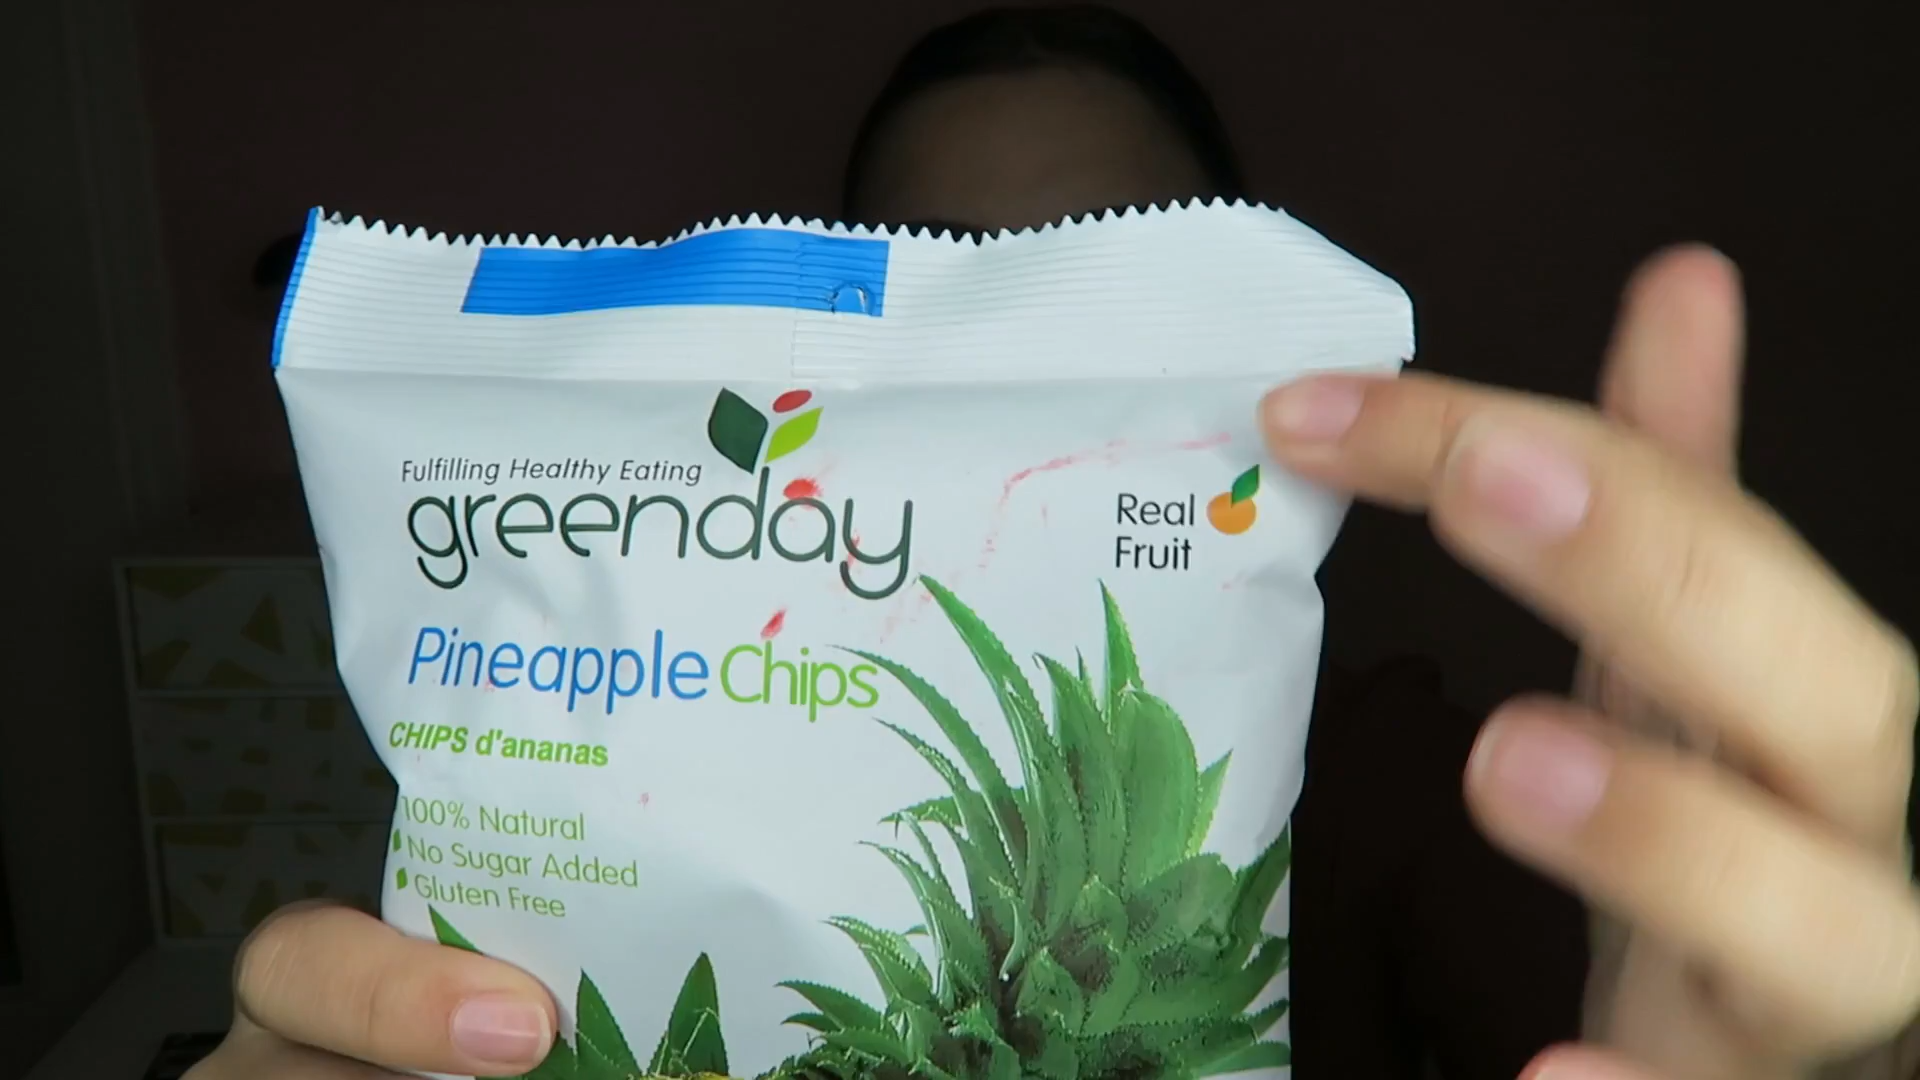 Fulfilling Healthy Eating
greenday
Real
Fruit
Pineapple Chips
CHIPS d'ananas
100% Natural
No Sugar Added
Gluten Free